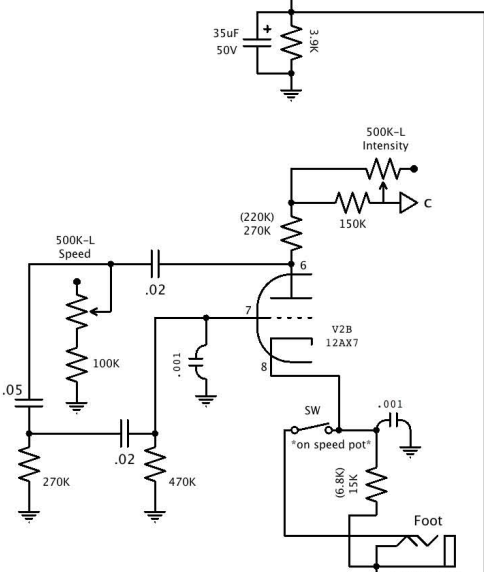 35uF
+
50V
3.9K
500K-L
Intensity
(220K)
270K
150K
C
500K-L
Speed
.02
6
7
V2B
12AX7
8
100K
.001
.05
.02
270K
470K
SW
*on speed pot*
.001
(6.8K)
15K
Foot